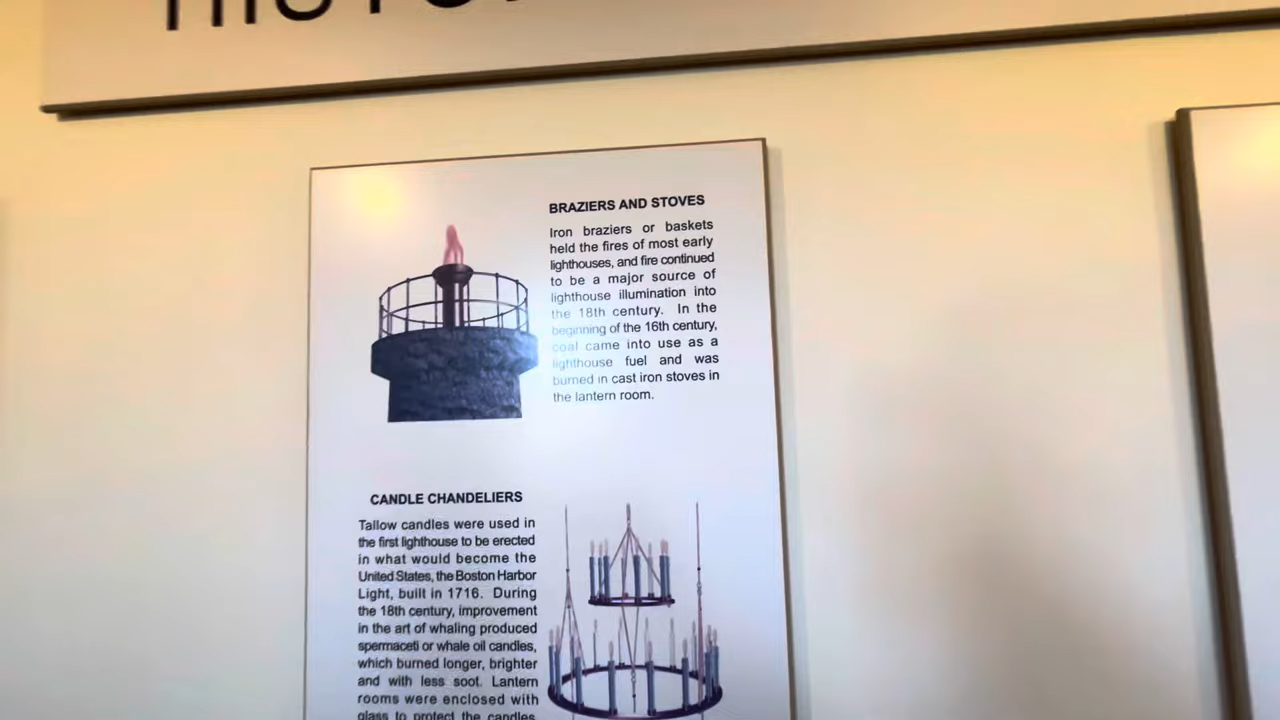 BRAZIERS AND STOVES
Iron braziers or baskets
held the fires of most early
lighthouses, and fire continued
to be a major source of
lighthouse illumination into
the 18th century. In the
beginning of the 16th century,
coal came into use as a
lighthouse fuel and was
burned in cast iron stoves in
the lantern room.
CANDLE CHANDELIERS
Tallow candles were used in
the first lighthouse to be erected
in what would become the
United States, the Boston Harbor
Light, built in 1716. During
the 18th century, improvement
in the art of whaling produced
spermaceti or whale oil candles,
which burned longer, brighter
and with less soot. Lantern
rooms were enclosed with
glass to protect the candles